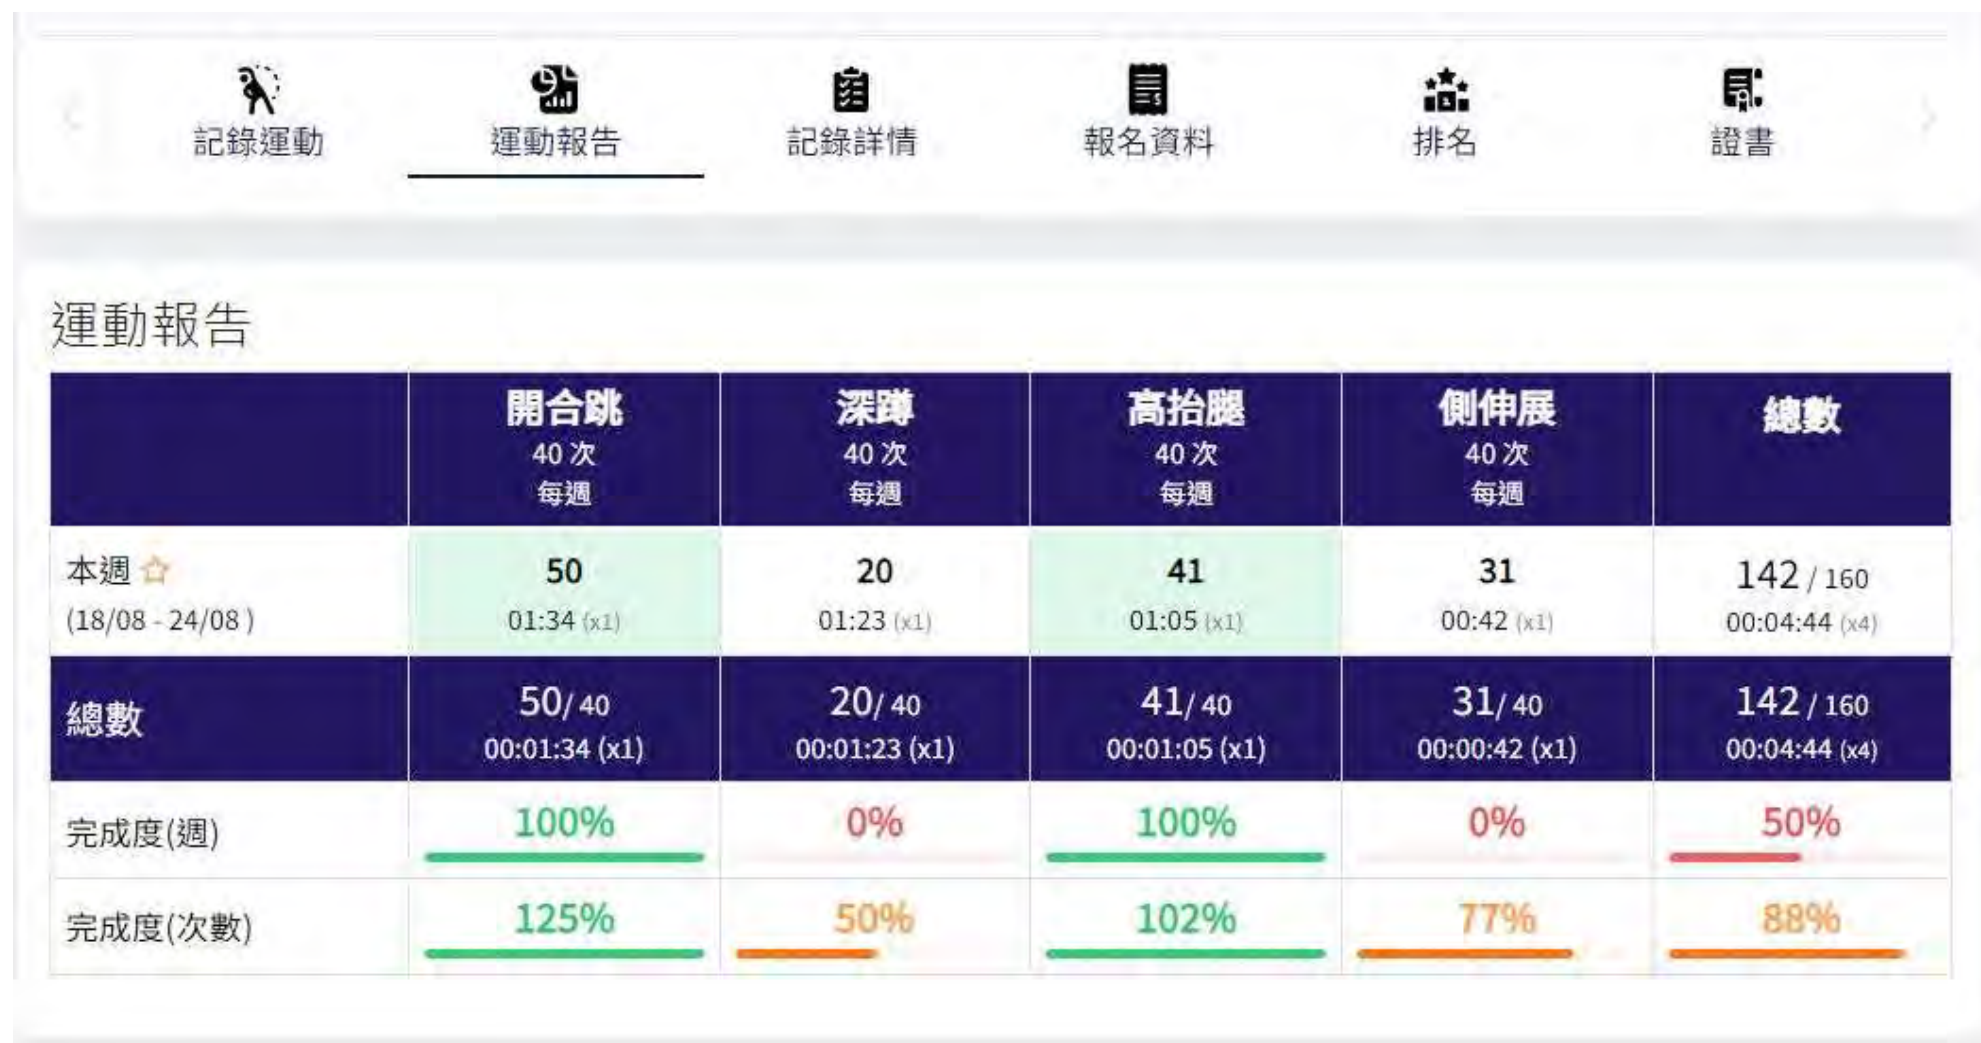 記錄運動
運動報告
記錄詳情
報名資料
排名
證書
運動報告
開合跳 深蹲 高抬腿 側伸展 總數
40 次 40 次 40 次 40 次
每週 每週 每週 每週
本週 50 20 41 31 142 / 160
(18/08 - 24/08 ) 01:34 (x1) 01:23 (x1) 01:05 (x1) 00:42 (x1) 00:04:44 (x4)
總數 50/ 40 20/ 40 41/ 40 31/ 40 142 / 160
00:01:34 (x1) 00:01:23 (x1) 00:01:05 (x1) 00:00:42 (x1) 00:04:44 (x4)
完成度(週) 100% 0% 100% 0% 50%
完成度(次數) 125% 50% 102% 77% 88%